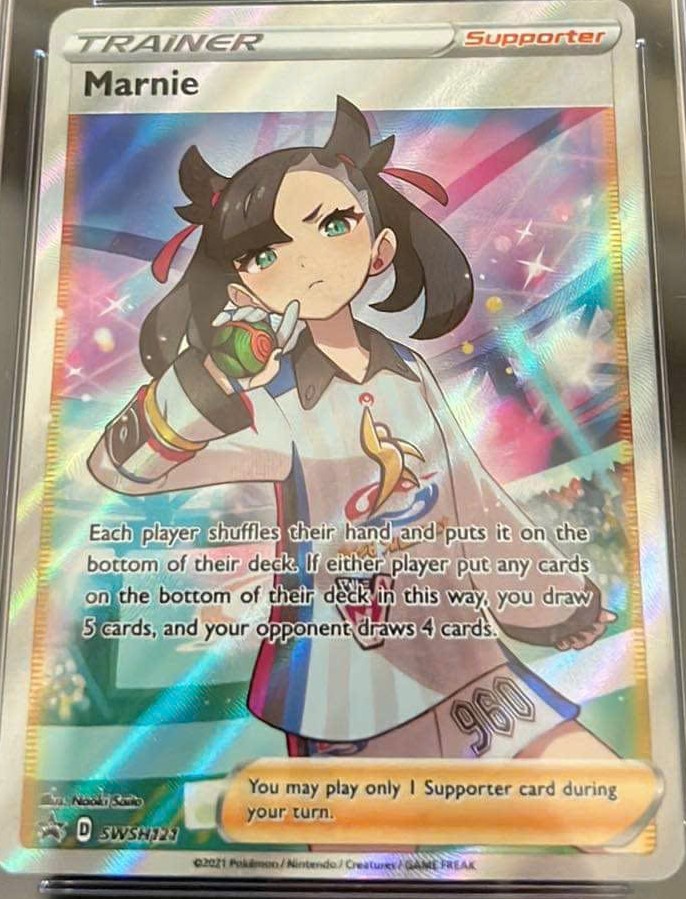 TRAINER
Supporter
Marnie
Each player shuffles their hand and puts it on the
bottom of their deck. If either player put any cards
on the bottom of their deck in this way, you draw
5 cards, and your opponent draws 4 cards.
960
You may play only 1 Supporter card during
your turn.
Illus. Naoki Saito
D SWSH121
©2021 Pokémon / Nintendo / Creatures / GAME FREAK